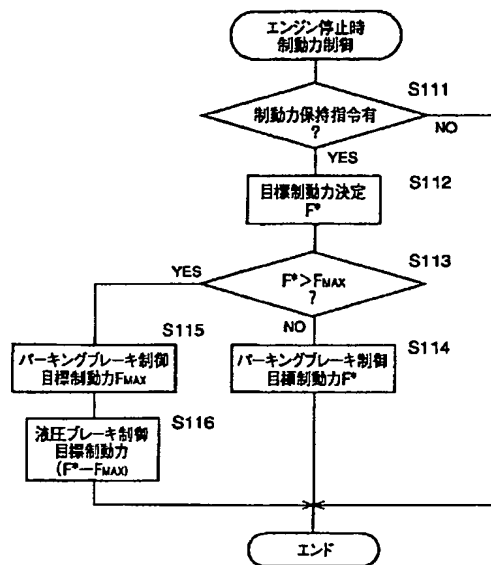 エンジン停止時
制動力制御
S111
制動力保持指令有
?
NO
YES
S112
目標制動力決定
F*
S113
F*>FMAX
?
YES
NO
S115
パーキングブレーキ制御
目標制動力FMAX
S114
パーキングブレーキ制御
目標制動力F*
S116
液圧ブレーキ制御
目標制動力
(F*−FMAX)
エンド